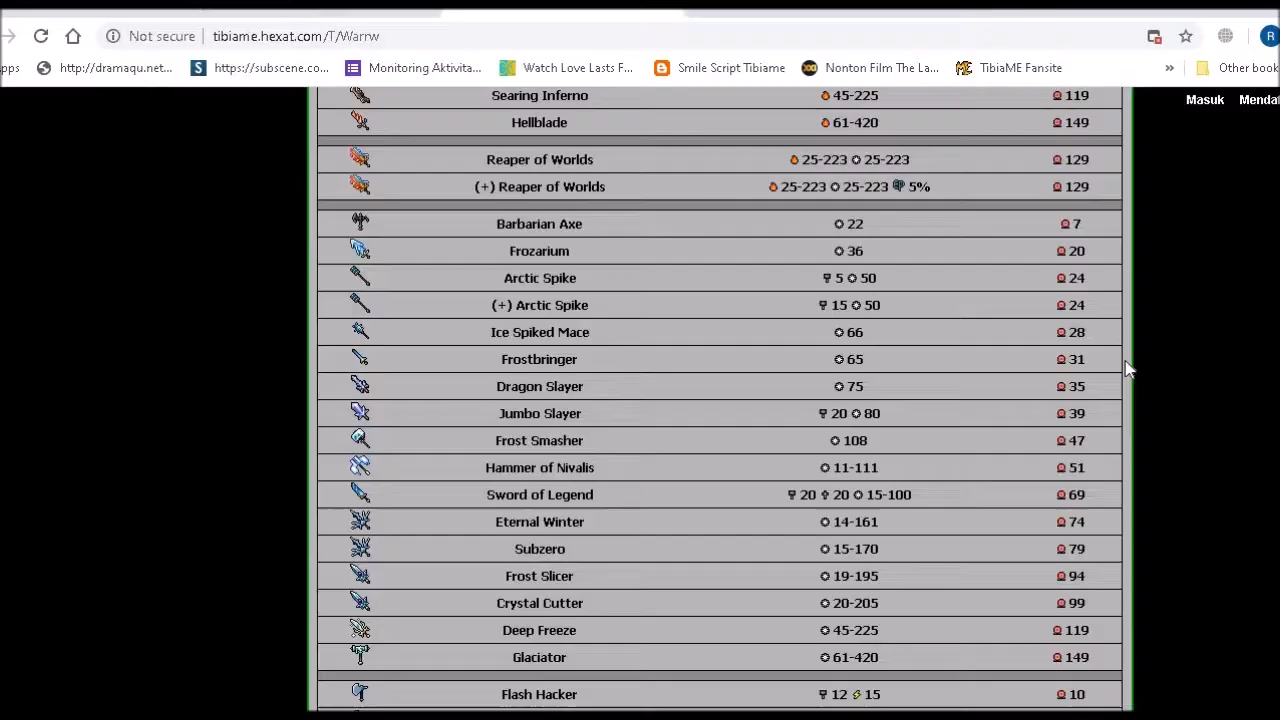 Not secure tibiame.hexat.com/T/Warrw R
pps http://dramaqu.net... S https://subscene.co... Monitoring Aktivita... Watch Love Lasts F... Smile Script Tibiame Nonton Film The La... TibiaME Fansite » Other book
Masuk Mendat
Searing Inferno 45-225 119
Hellblade 61-420 149
Reaper of Worlds 25-223 25-223 129
(+) Reaper of Worlds 25-223 25-223 5% 129
Barbarian Axe 22 7
Frozarium 36 20
Arctic Spike 5 50 24
(+) Arctic Spike 15 50 24
Ice Spiked Mace 66 28
Frostbringer 65 31
Dragon Slayer 75 35
Jumbo Slayer 20 80 39
Frost Smasher 108 47
Hammer of Nivalis 11-111 51
Sword of Legend 20 20 15-100 69
Eternal Winter 14-161 74
Subzero 15-170 79
Frost Slicer 19-195 94
Crystal Cutter 20-205 99
Deep Freeze 45-225 119
Glaciator 61-420 149
Flash Hacker 12 15 10